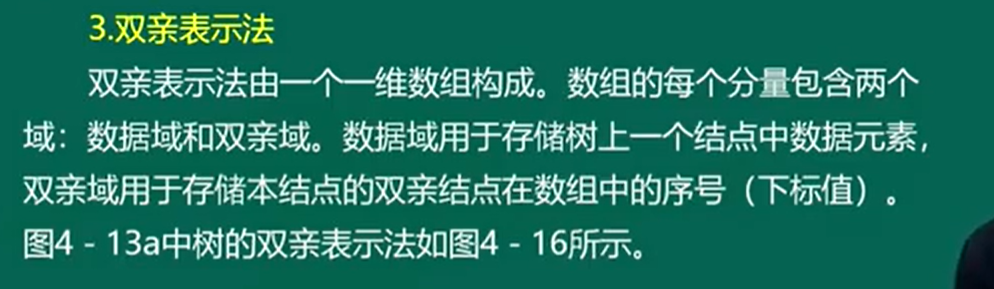 3.双亲表示法
双亲表示法由一个一维数组构成。数组的每个分量包含两个
域：数据域和双亲域。数据域用于存储树上一个结点中数据元素，
双亲域用于存储本结点的双亲结点在数组中的序号（下标值）。
图4－13a中树的双亲表示法如图4－16所示。